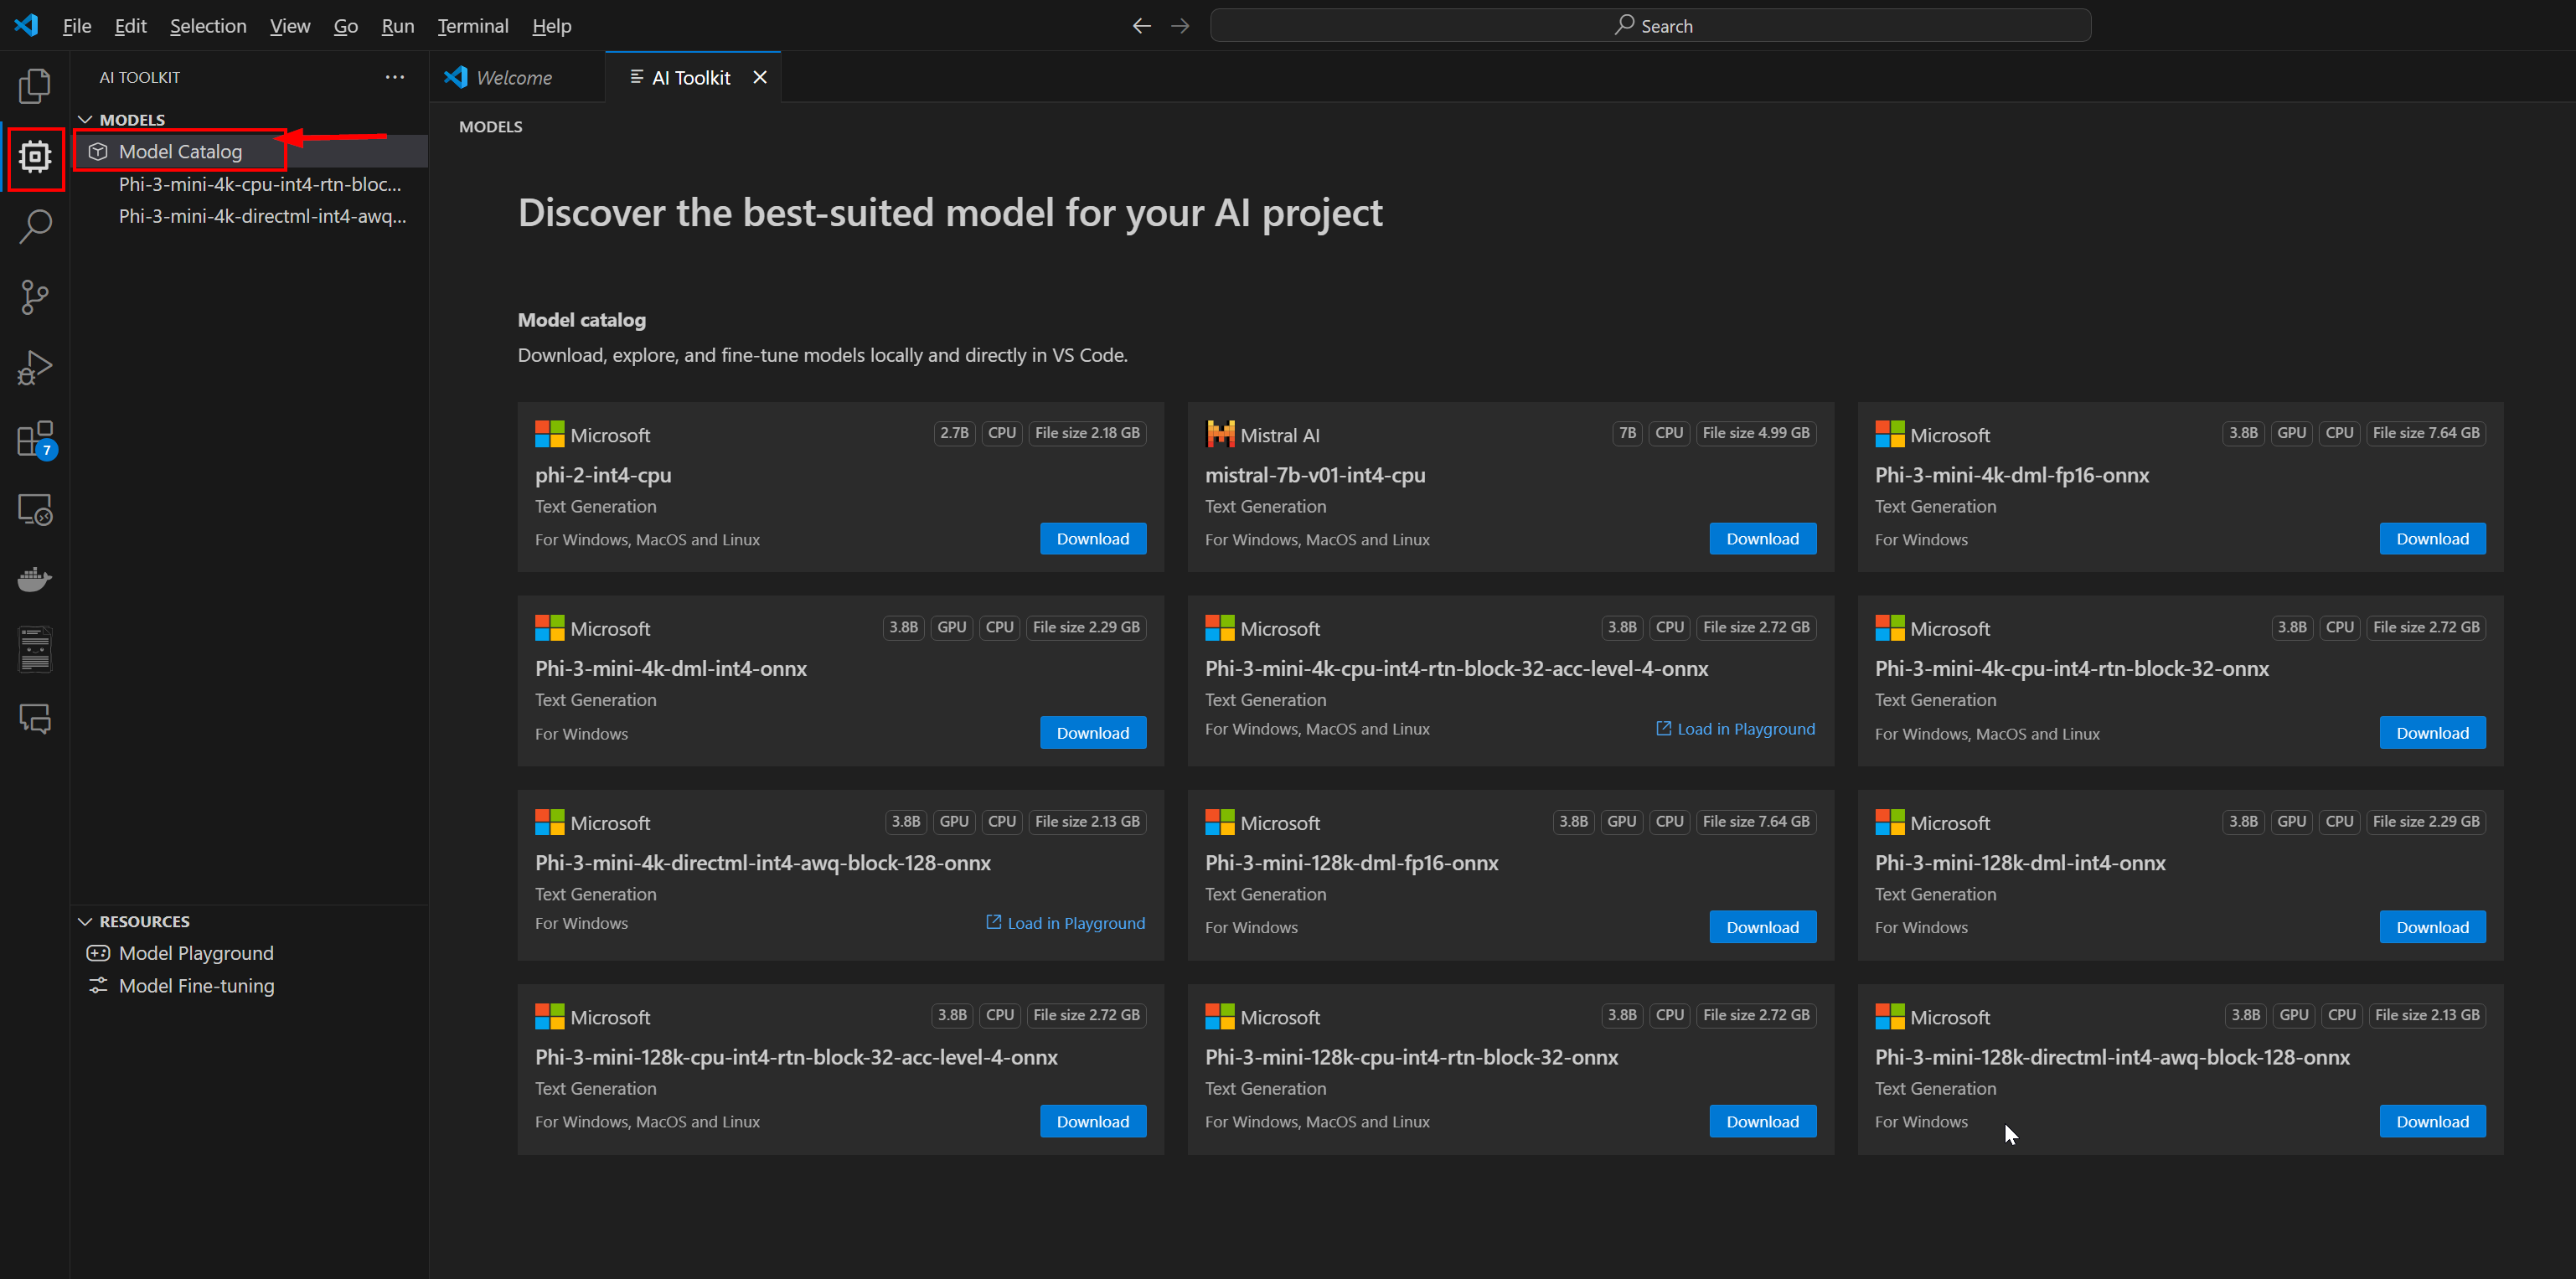 File Edit Selection View Go Run Terminal Help
Search
AI TOOLKIT
MODELS
Model Catalog
Phi-3-mini-4k-cpu-int4-rtn-bloc...
Phi-3-mini-4k-directml-int4-awq...
7
RESOURCES
Model Playground
Model Fine-tuning
Welcome
AI Toolkit
MODELS
Discover the best-suited model for your AI project
Model catalog
Download, explore, and fine-tune models locally and directly in VS Code.
Microsoft 2.7B CPU File size 2.18 GB
phi-2-int4-cpu
Text Generation
For Windows, MacOS and Linux Download
Mistral AI 7B CPU File size 4.99 GB
mistral-7b-v01-int4-cpu
Text Generation
For Windows, MacOS and Linux Download
Microsoft 3.8B GPU CPU File size 7.64 GB
Phi-3-mini-4k-dml-fp16-onnx
Text Generation
For Windows Download
Microsoft 3.8B GPU CPU File size 2.29 GB
Phi-3-mini-4k-dml-int4-onnx
Text Generation
For Windows Download
Microsoft 3.8B CPU File size 2.72 GB
Phi-3-mini-4k-cpu-int4-rtn-block-32-acc-level-4-onnx
Text Generation
For Windows, MacOS and Linux Load in Playground
Microsoft 3.8B CPU File size 2.72 GB
Phi-3-mini-4k-cpu-int4-rtn-block-32-onnx
Text Generation
For Windows, MacOS and Linux Download
Microsoft 3.8B GPU CPU File size 2.13 GB
Phi-3-mini-4k-directml-int4-awq-block-128-onnx
Text Generation
For Windows Load in Playground
Microsoft 3.8B GPU CPU File size 7.64 GB
Phi-3-mini-128k-dml-fp16-onnx
Text Generation
For Windows Download
Microsoft 3.8B GPU CPU File size 2.29 GB
Phi-3-mini-128k-dml-int4-onnx
Text Generation
For Windows Download
Microsoft 3.8B CPU File size 2.72 GB
Phi-3-mini-128k-cpu-int4-rtn-block-32-acc-level-4-onnx
Text Generation
For Windows, MacOS and Linux Download
Microsoft 3.8B CPU File size 2.72 GB
Phi-3-mini-128k-cpu-int4-rtn-block-32-onnx
Text Generation
For Windows, MacOS and Linux Download
Microsoft 3.8B GPU CPU File size 2.13 GB
Phi-3-mini-128k-directml-int4-awq-block-128-onnx
Text Generation
For Windows Download